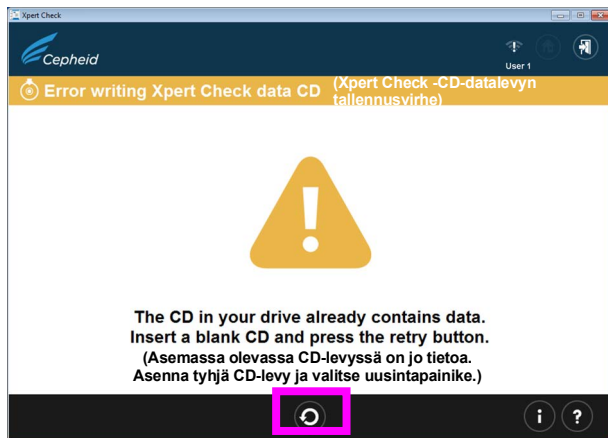 Xpert Check
Cepheid
User 1
Error writing Xpert Check data CD (Xpert Check -CD-datalevyn
tallennusvirhe)
The CD in your drive already contains data.
Insert a blank CD and press the retry button.
(Asemassa olevassa CD-levyssä on jo tietoa.
Asenna tyhjä CD-levy ja valitse uusintapainike.)
i ?